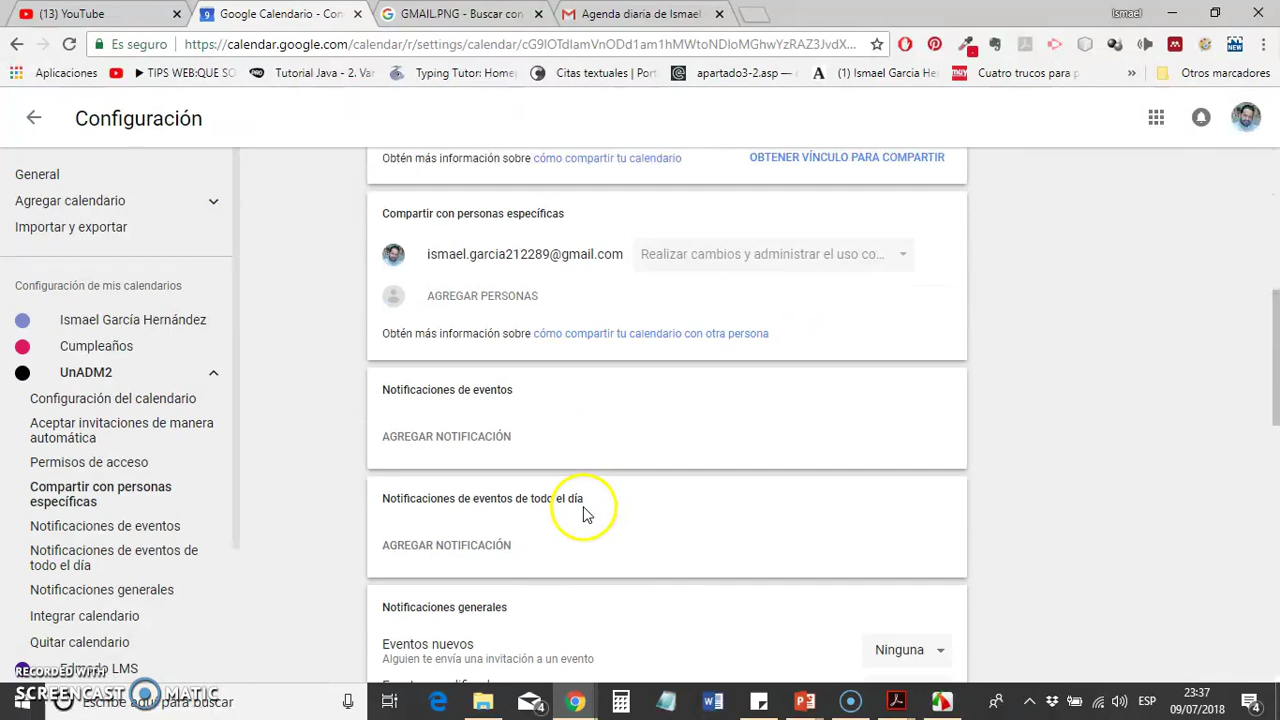 (13) YouTube
Google Calendario - Con
GMAIL.PNG - Buscar con
Agenda diaria de Ismael
Ismael
Es seguro
https://calendar.google.com/calendar/r/settings/calendar/
Aplicaciones
TIPS WEB:QUE SO
Tutorial Java - 2. Var
Typing Tutor: Home
Citas textuales | Port
apartado3-2.asp —
(1) Ismael Garcia He
Cuatro trucos para p
»
Otros marcadores
Configuración
General
Agregar calendario
Importar y exportar
Configuración de mis calendarios
Ismael García Hernández
Cumpleaños
UnADM2
Configuración del calendario
Aceptar invitaciones de manera
automática
Permisos de acceso
Compartir con personas
específicas
Notificaciones de eventos
Notificaciones de eventos de
todo el día
Notificaciones generales
Integrar calendario
Quitar calendario
LMS
Obtén más información sobre cómo compartir tu calendario
OBTENER VÍNCULO PARA COMPARTIR
Compartir con personas específicas
ismael.garcia212289@gmail.com
Realizar cambios y administrar el uso co...
AGREGAR PERSONAS
Obtén más información sobre cómo compartir tu calendario con otra persona
Notificaciones de eventos
AGREGAR NOTIFICACIÓN
Notificaciones de eventos de todo el día
AGREGAR NOTIFICACIÓN
Notificaciones generales
Eventos nuevos
Alguien te envía una invitación a un evento
Ninguna
RECORDED WITH
SCREENCAST MATIC
Escribe aquí para buscar
4
ESP
23:37
09/07/2018
4